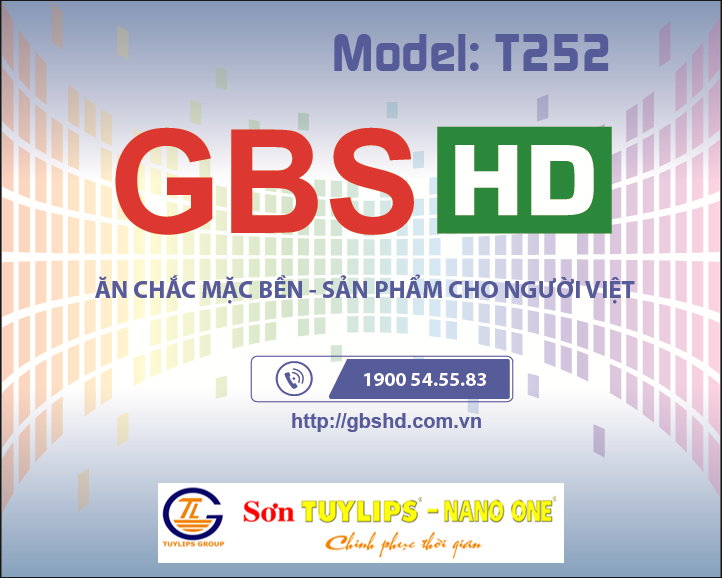 Model: T252
GBS HD
ĂN CHẮC MẶC BỀN - SẢN PHẨM CHO NGƯỜI VIỆT
1900 54.55.83
http://gbshd.com.vn
TL G
TUYLIPS GROUP
Sơn TUYLIPS® - NANO ONE®
Chinh phục thời gian